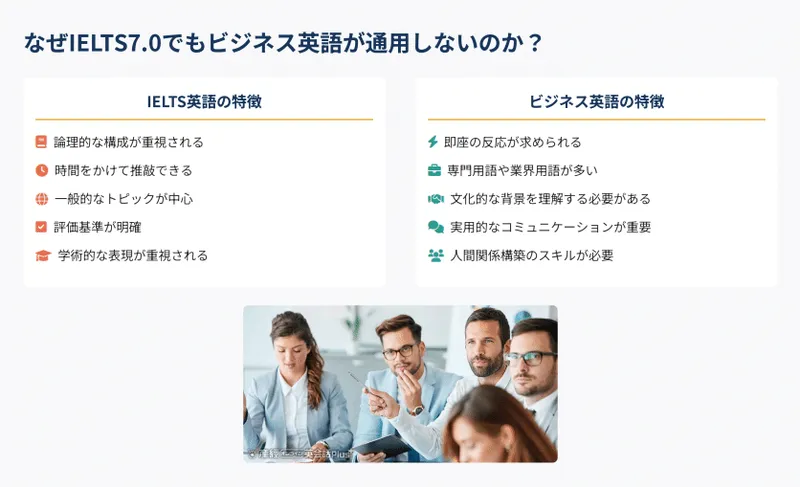 なぜIELTS7.0でもビジネス英語が通用しないのか？
IELTS英語の特徴
論理的な構成が重視される
時間をかけて推敲できる
一般的なトピックが中心
評価基準が明確
学術的な表現が重視される
ビジネス英語の特徴
即座の反応が求められる
専門用語や業界用語が多い
文化的な背景を理解する必要がある
実用的なコミュニケーションが重要
人間関係構築のスキルが必要
英会話Plus